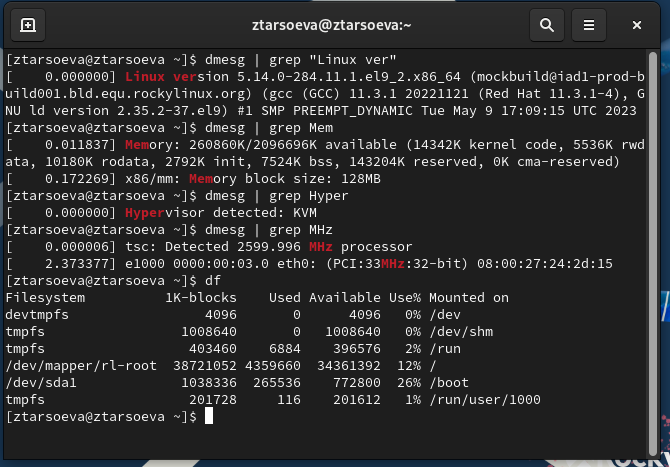 ztarsoeva@ztarsoeva:~
[ztarsoeva@ztarsoeva ~]$ dmesg | grep "Linux ver"
[    0.000000] Linux version 5.14.0-284.11.1.el9_2.x86_64 (mockbuild@iad1-prod-b
uild001.bld.equ.rockylinux.org) (gcc (GCC) 11.3.1 20221121 (Red Hat 11.3.1-4), G
NU ld version 2.35.2-37.el9) #1 SMP PREEMPT_DYNAMIC Tue May 9 17:09:15 UTC 2023
[ztarsoeva@ztarsoeva ~]$ dmesg | grep Mem
[    0.011837] Memory: 260860K/2096696K available (14342K kernel code, 5536K rwd
ata, 10180K rodata, 2792K init, 7524K bss, 143204K reserved, 0K cma-reserved)
[    0.172269] x86/mm: Memory block size: 128MB
[ztarsoeva@ztarsoeva ~]$ dmesg | grep Hyper
[    0.000000] Hypervisor detected: KVM
[ztarsoeva@ztarsoeva ~]$ dmesg | grep MHz
[    0.000006] tsc: Detected 2599.996 MHz processor
[    2.373377] e1000 0000:00:03.0 eth0: (PCI:33MHz:32-bit) 08:00:27:24:2d:15
[ztarsoeva@ztarsoeva ~]$ df
Filesystem          1K-blocks    Used Available Use% Mounted on
devtmpfs                 4096       0      4096   0% /dev
tmpfs                 1008640       0   1008640   0% /dev/shm
tmpfs                  403460    6884    396576   2% /run
/dev/mapper/rl-root  38721052 4359660  34361392  12% /
/dev/sda1             1038336  265536    772800  26% /boot
tmpfs                  201728     116    201612   1% /run/user/1000
[ztarsoeva@ztarsoeva ~]$